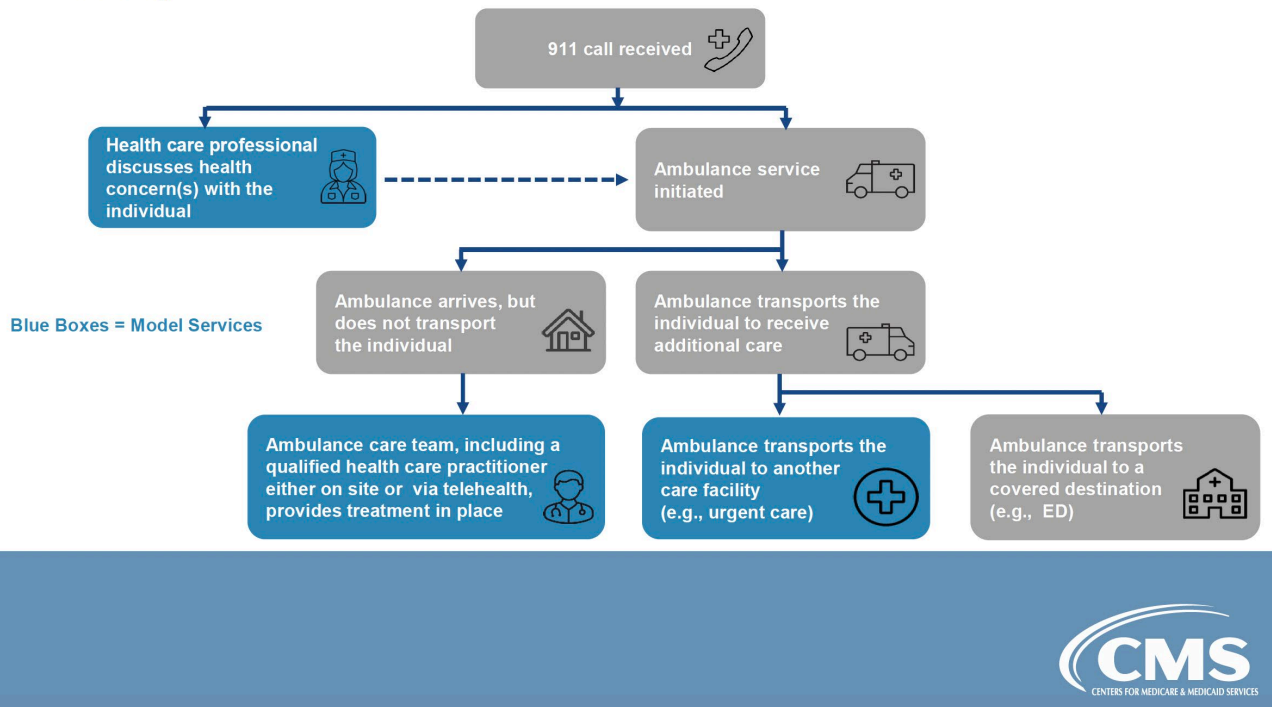 911 call received
Health care professional
discusses health
concern(s) with the
individual
Ambulance service
initiated
Ambulance arrives, but
does not transport
the individual
Ambulance transports the
individual to receive
additional care
Blue Boxes = Model Services
Ambulance care team, including a
qualified health care practitioner
either on site or via telehealth,
provides treatment in place
Ambulance transports the
individual to another
care facility
(e.g., urgent care)
Ambulance transports
the individual to a
covered destination
(e.g., ED)
CMS
CENTERS FOR MEDICARE & MEDICAID SERVICES